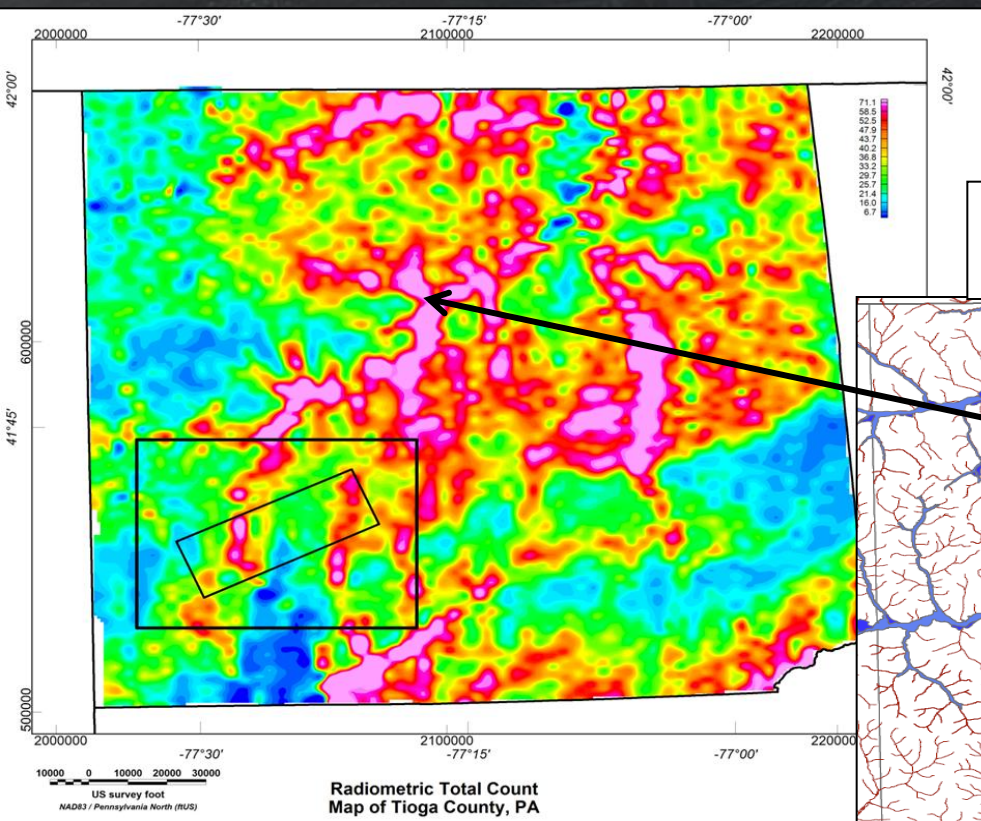 -77°30' -77°15' -77°00'
2000000 2100000 2200000
42°00' 42°00'
71.1
58.5
52.5
47.9
43.7
40.2
36.8
33.2
29.7
25.7
21.4
16.0
6.7
600000
41°45'
500000
2000000 2100000 220000
-77°30' -77°15' -77°00'
10000 0 10000 20000 30000
US survey foot
NAD83 / Pennsylvania North (ftUS)
Radiometric Total Count
Map of Tioga County, PA